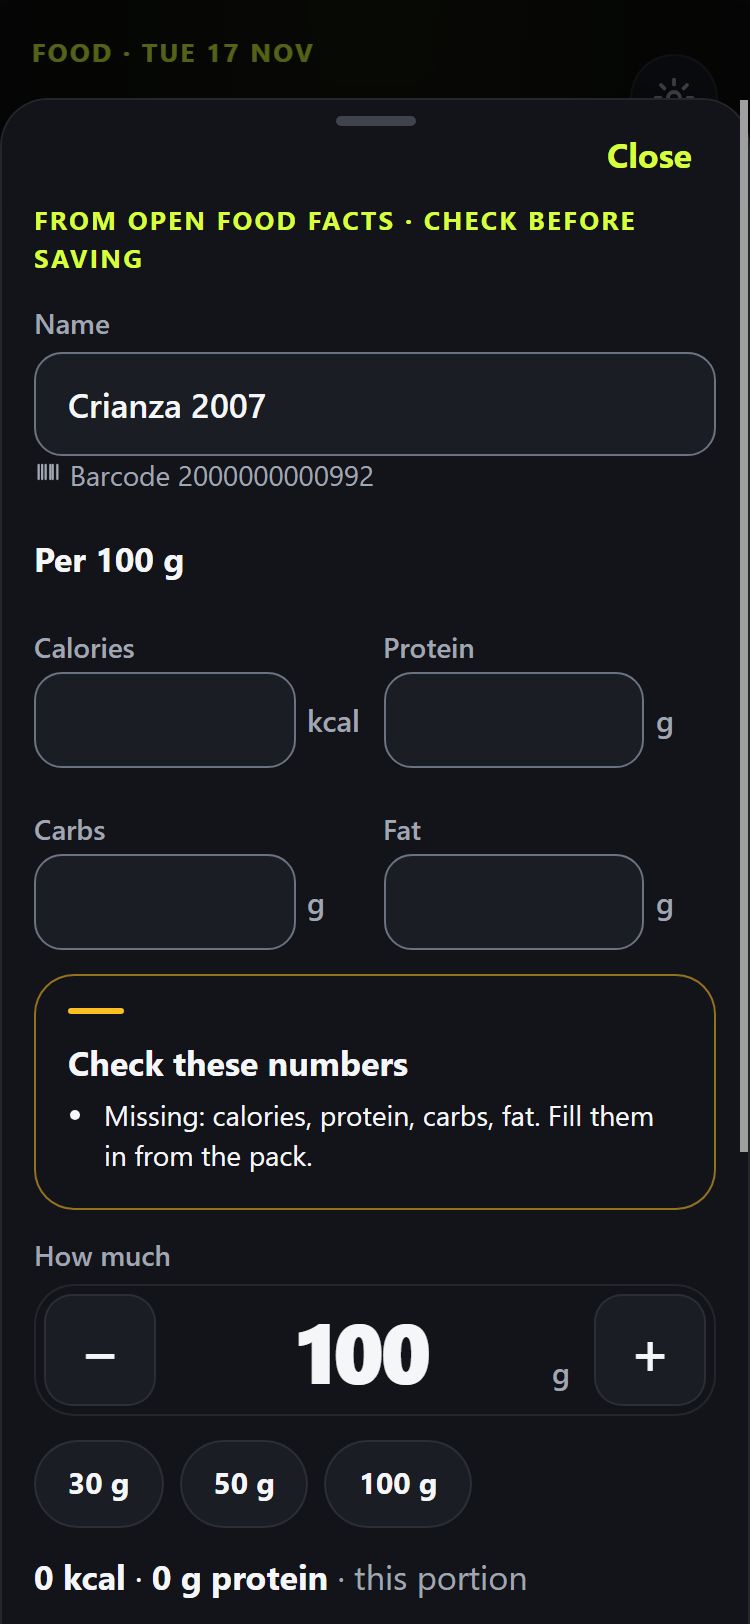 FOOD · TUE 17 NOV
Close
FROM OPEN FOOD FACTS · CHECK BEFORE
SAVING
Name
Crianza 2007
Barcode 2000000000992
Per 100 g
Calories
Protein
kcal
g
Carbs
Fat
g
g
Check these numbers
• Missing: calories, protein, carbs, fat. Fill them
in from the pack.
How much
− 100 g +
30 g 50 g 100 g
0 kcal · 0 g protein · this portion